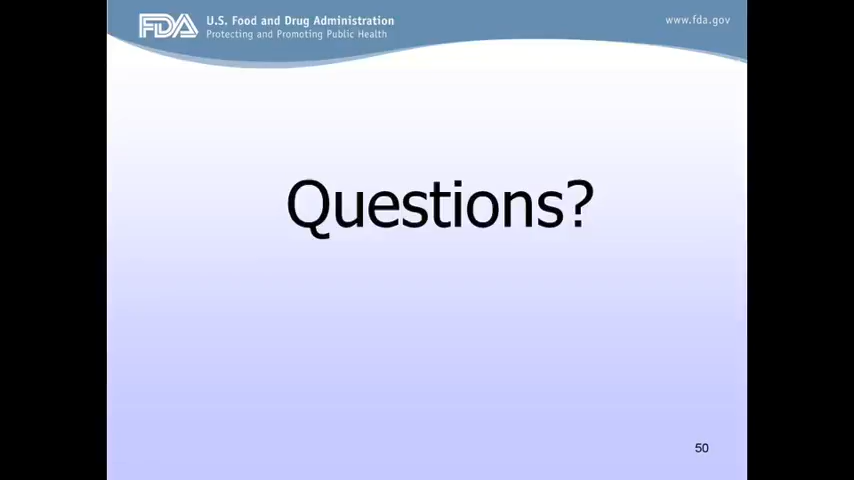 FDA U.S. Food and Drug Administration
Protecting and Promoting Public Health
www.fda.gov
Questions?
50